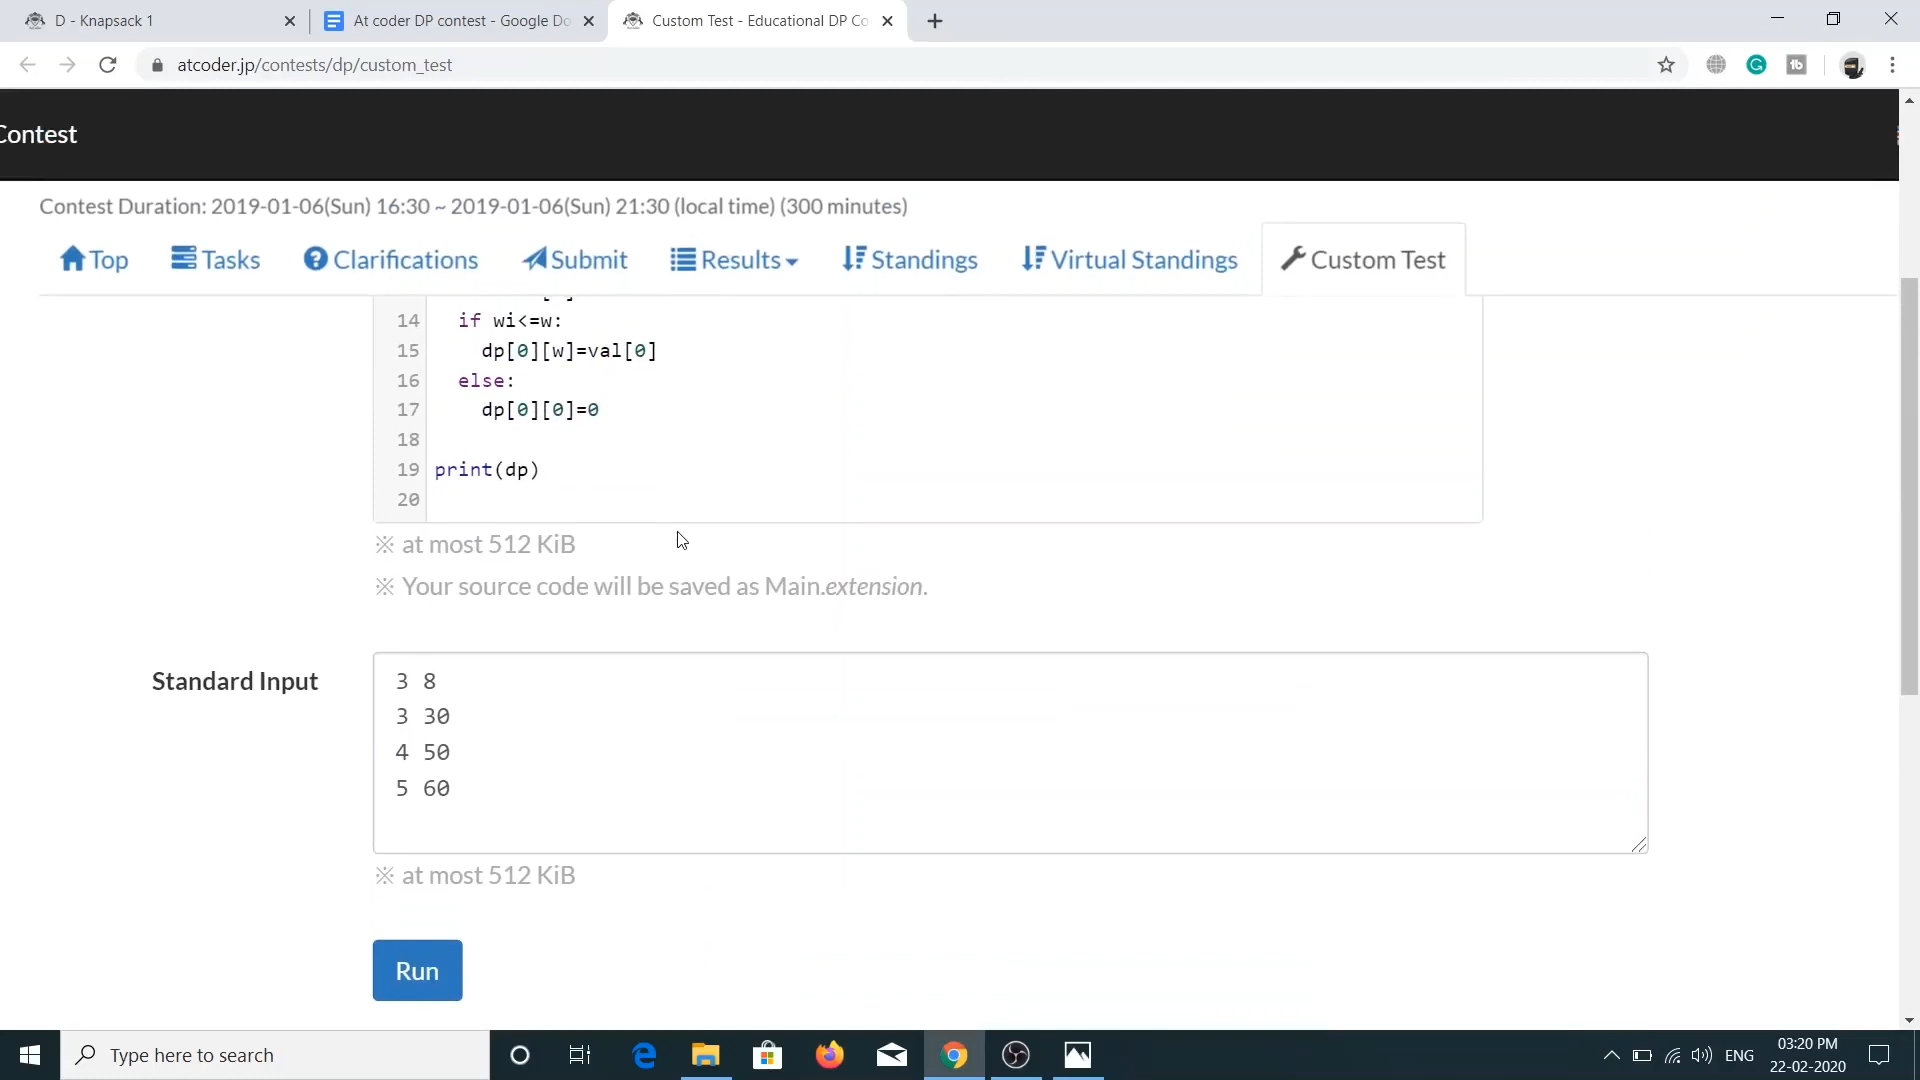 D - Knapsack 1
At coder DP contest - Google Do
Custom Test - Educational DP Co
atcoder.jp/contests/dp/custom_test
Contest
Contest Duration: 2019-01-06(Sun) 16:30 ~ 2019-01-06(Sun) 21:30 (local time) (300 minutes)
Top Tasks Clarifications Submit Results Standings Virtual Standings Custom Test
14 if wi<=w:
15 dp[0][w]=val[0]
16 else:
17 dp[0][0]=0
18
19 print(dp)
20
※ at most 512 KiB
※ Your source code will be saved as Main.extension.
Standard Input
3 8
3 30
4 50
5 60
※ at most 512 KiB
Run
Type here to search
ENG
03:20 PM
22-02-2020